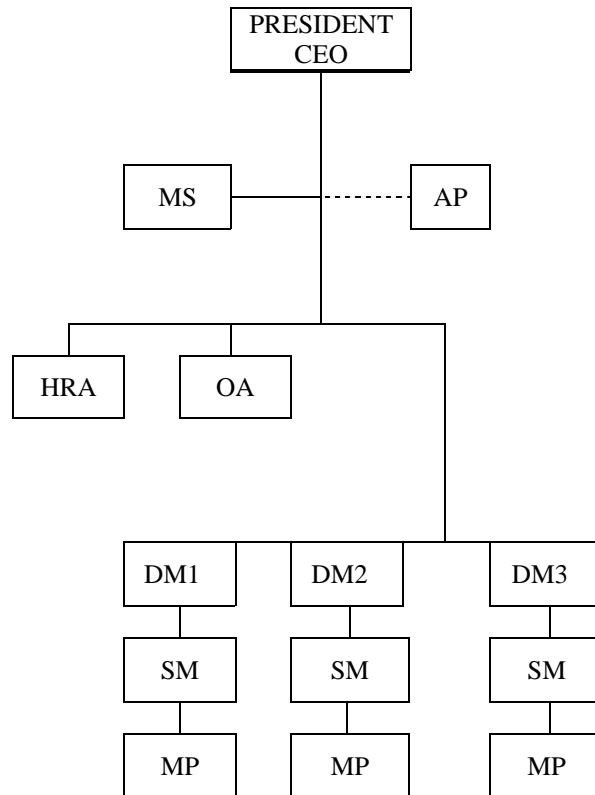 PRESIDENT
CEO
MS
AP
HRA
OA
DM1
DM2
DM3
SM
SM
SM
MP
MP
MP